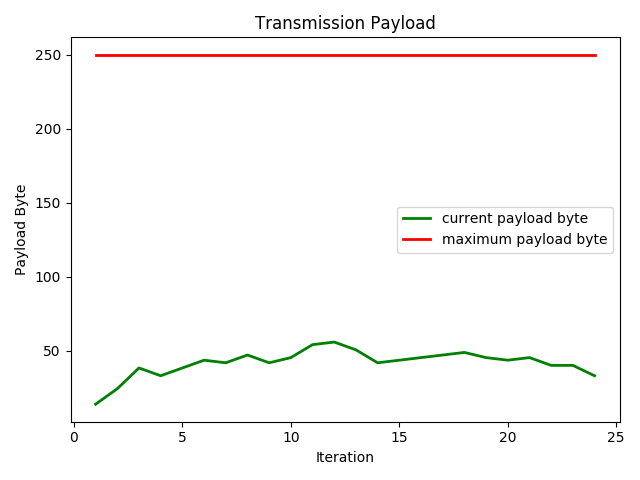 Transmission Payload
250
200
150
100
50
Payload Byte
current payload byte
maximum payload byte
0 5 10 15 20 25
Iteration